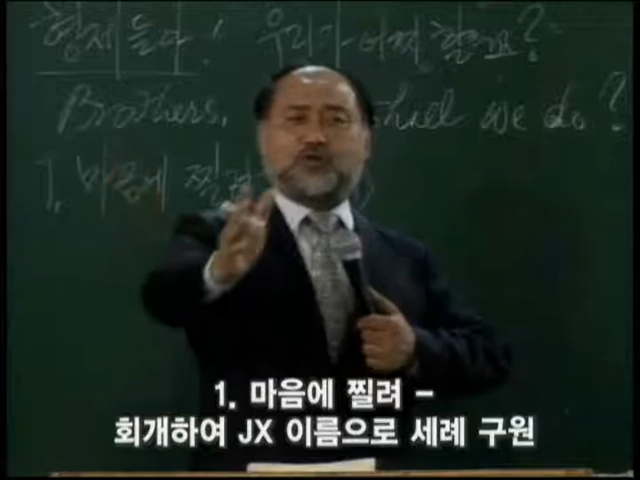 형제들아! 우리가 어찌 할꼬?
Brothers, shall we do?
1. 마음에 찔려
1. 마음에 찔려 –
회개하여 JX 이름으로 세례 구원